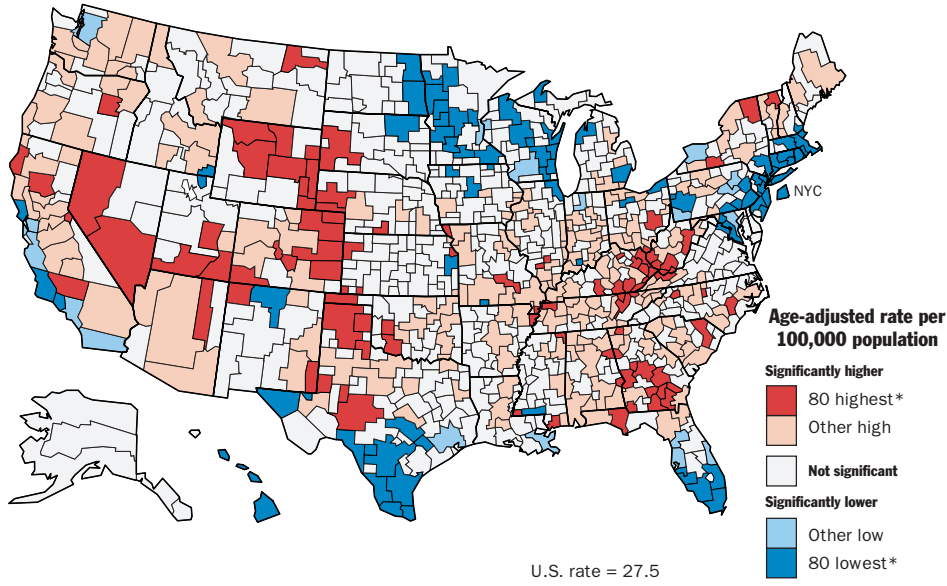 NYC
Age-adjusted rate per
100,000 population
Significantly higher
80 highest*
Other high
Not significant
Significantly lower
Other low
80 lowest*
U.S. rate = 27.5